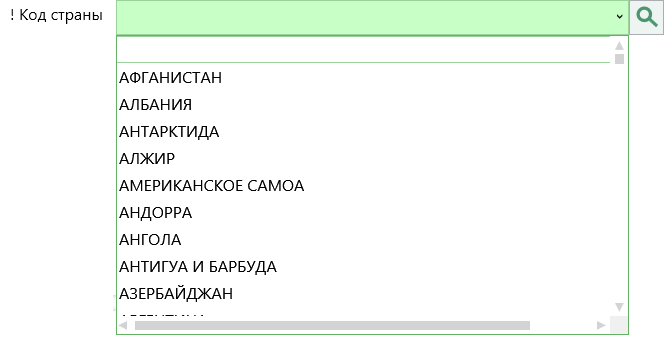 ! Код страны
АФГАНИСТАН
АЛБАНИЯ
АНТАРКТИДА
АЛЖИР
АМЕРИКАНСКОЕ САМОА
АНДОРРА
АНГОЛА
АНТИГУА И БАРБУДА
АЗЕРБАЙДЖАН